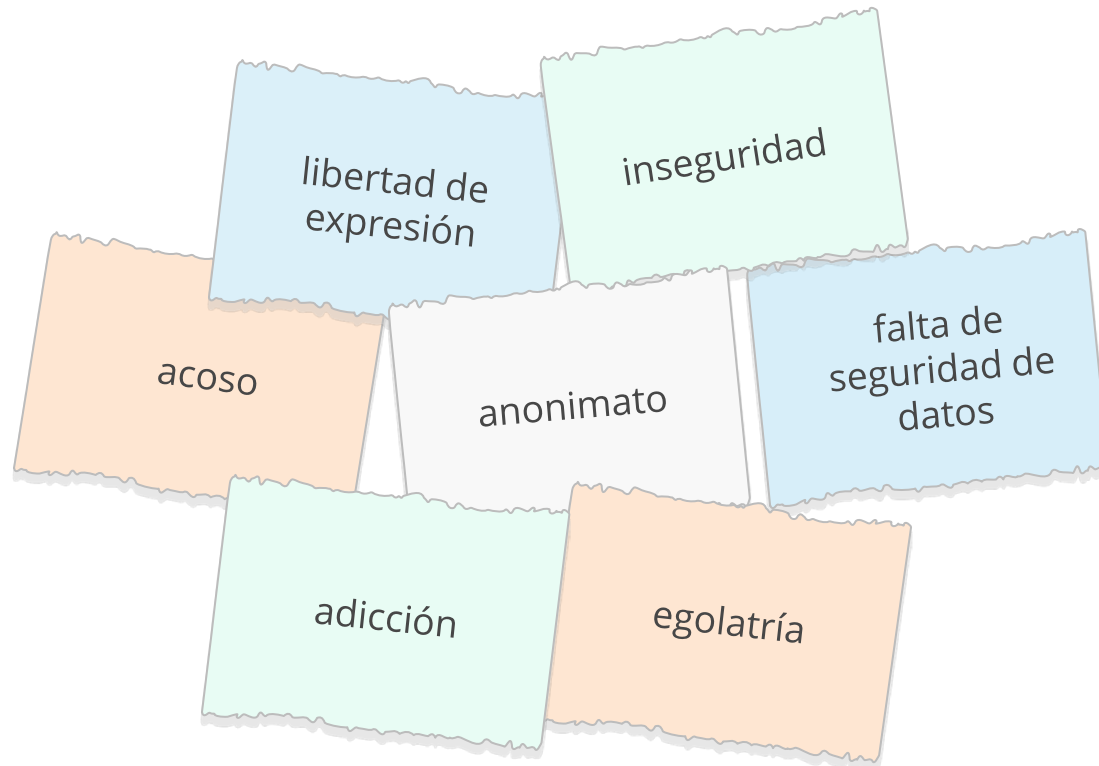 libertad de
expresión
inseguridad
acoso
anonimato
falta de
seguridad de
datos
adicción
egolatría